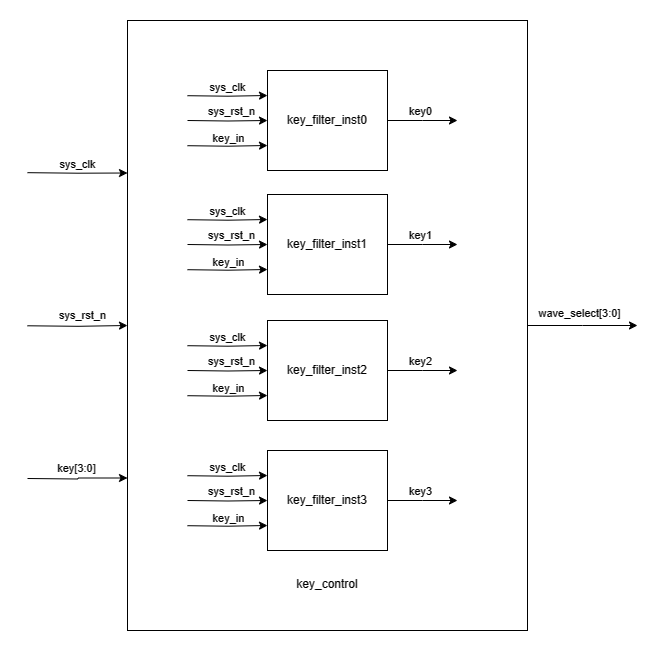 sys_clk
sys_rst_n
key_in
key_filter_inst0
key0
sys_clk
sys_clk
sys_rst_n
key_in
key_filter_inst1
key1
sys_rst_n
wave_select[3:0]
sys_clk
sys_rst_n
key_in
key_filter_inst2
key2
key[3:0]
sys_clk
sys_rst_n
key_in
key_filter_inst3
key3
key_control